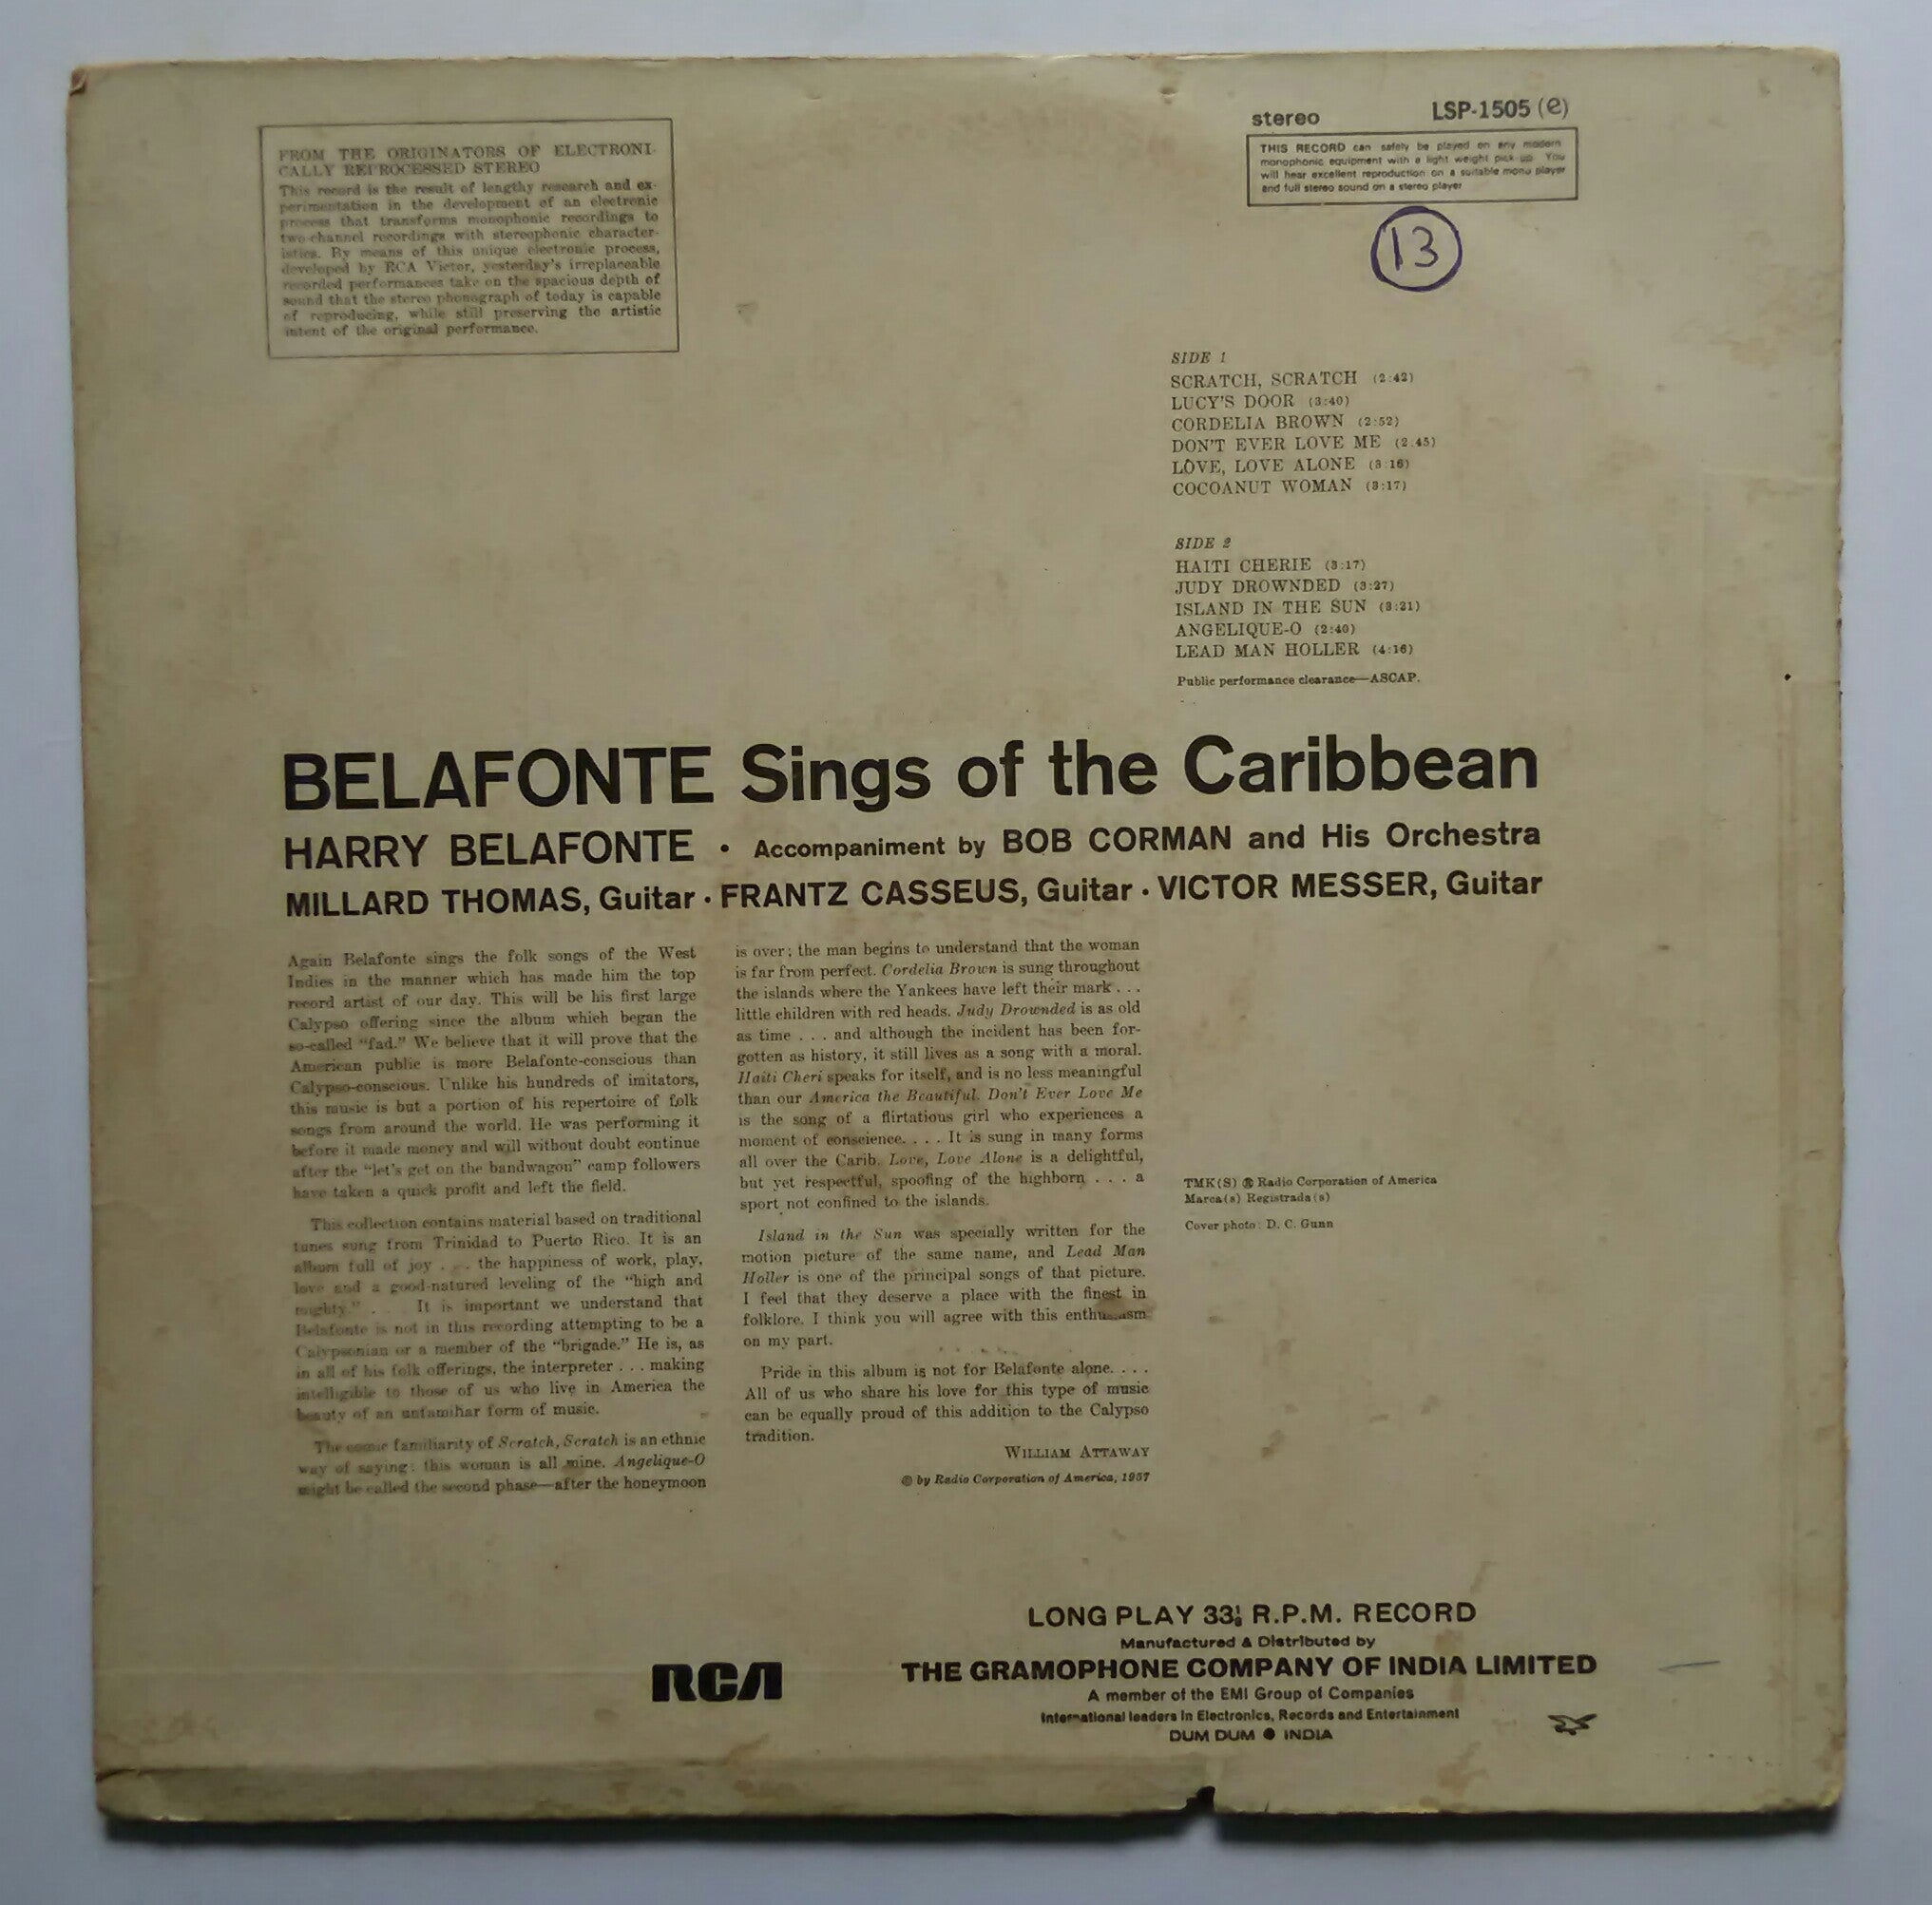 FROM THE ORIGINATORS OF ELECTRONI-
CALLY REPROCESSED STEREO
This record is the result of lengthy research and ex-
perimentation in the development of an electronic
process that transforms monophonic recordings to
two-channel recordings with stereophonic character-
istics. By means of this unique electronic process,
developed by RCA Victor, yesterday's irreplaceable
recorded performances take on the spacious depth of
sound that the stereo phonograph of today is capable
of reproducing, while still preserving the artistic
intent of the original performance.
stereo LSP-1505 (e)
THIS RECORD can safely be played on any modern
monophonic equipment with a light weight pick up. You
will hear excellent reproduction on a suitable mono player
and full stereo sound on a stereo player
13
SIDE 1
SCRATCH, SCRATCH (2:42)
LUCY'S DOOR (3:40)
CORDELIA BROWN (2:52)
DON'T EVER LOVE ME (2:45)
LOVE, LOVE ALONE (3:16)
COCOANUT WOMAN (3:17)
SIDE 2
HAITI CHERIE (3:17)
JUDY DROWNDED (3:27)
ISLAND IN THE SUN (3:21)
ANGELIQUE-O (2:40)
LEAD MAN HOLLER (4:16)
Public performance clearance—ASCAP.
BELAFONTE Sings of the Caribbean
HARRY BELAFONTE · Accompaniment by BOB CORMAN and His Orchestra
MILLARD THOMAS, Guitar · FRANTZ CASSEUS, Guitar · VICTOR MESSER, Guitar
Again Belafonte sings the folk songs of the West
Indies in the manner which has made him the top
record artist of our day. This will be his first large
Calypso offering since the album which began the
so-called "fad." We believe that it will prove that the
American public is more Belafonte-conscious than
Calypso-conscious. Unlike his hundreds of imitators,
this music is but a portion of his repertoire of folk
songs from around the world. He was performing it
before it made money and will without doubt continue
after the "let's get on the bandwagon" camp followers
have taken a quick profit and left the field.
This collection contains material based on traditional
tunes sung from Trinidad to Puerto Rico. It is an
album full of joy . . . the happiness of work, play,
love and a good-natured leveling of the "high and
mighty." . . . It is important we understand that
Belafonte is not in this recording attempting to be a
Calypsonian or a member of the "brigade." He is, as
in all of his folk offerings, the interpreter . . . making
intelligible to those of us who live in America the
beauty of an unfamiliar form of music.
The comic familiarity of Scratch, Scratch is an ethnic
way of saying: this woman is all mine. Angelique-O
might be called the second phase—after the honeymoon
is over; the man begins to understand that the woman
is far from perfect. Cordelia Brown is sung throughout
the islands where the Yankees have left their mark . . .
little children with red heads. Judy Drownded is as old
as time . . . and although the incident has been for-
gotten as history, it still lives as a song with a moral.
Haiti Cheri speaks for itself, and is no less meaningful
than our America the Beautiful. Don't Ever Love Me
is the song of a flirtatious girl who experiences a
moment of conscience. . . . It is sung in many forms
all over the Carib. Love, Love Alone is a delightful,
but yet respectful, spoofing of the highborn . . . a
sport not confined to the islands.
Island in the Sun was specially written for the
motion picture of the same name, and Lead Man
Holler is one of the principal songs of that picture.
I feel that they deserve a place with the finest in
folklore. I think you will agree with this enthusiasm
on my part.
Pride in this album is not for Belafonte alone. . . .
All of us who share his love for this type of music
can be equally proud of this addition to the Calypso
tradition.
WILLIAM ATTAWAY
© by Radio Corporation of America, 1957
TMK(S) ® Radio Corporation of America
Marca(s) Registrada(s)
Cover photo: D. C. Gunn
LONG PLAY 33⅓ R.P.M. RECORD
Manufactured & Distributed by
THE GRAMOPHONE COMPANY OF INDIA LIMITED
A member of the EMI Group of Companies
International leaders in Electronics, Records and Entertainment
DUM DUM ● INDIA
RCA